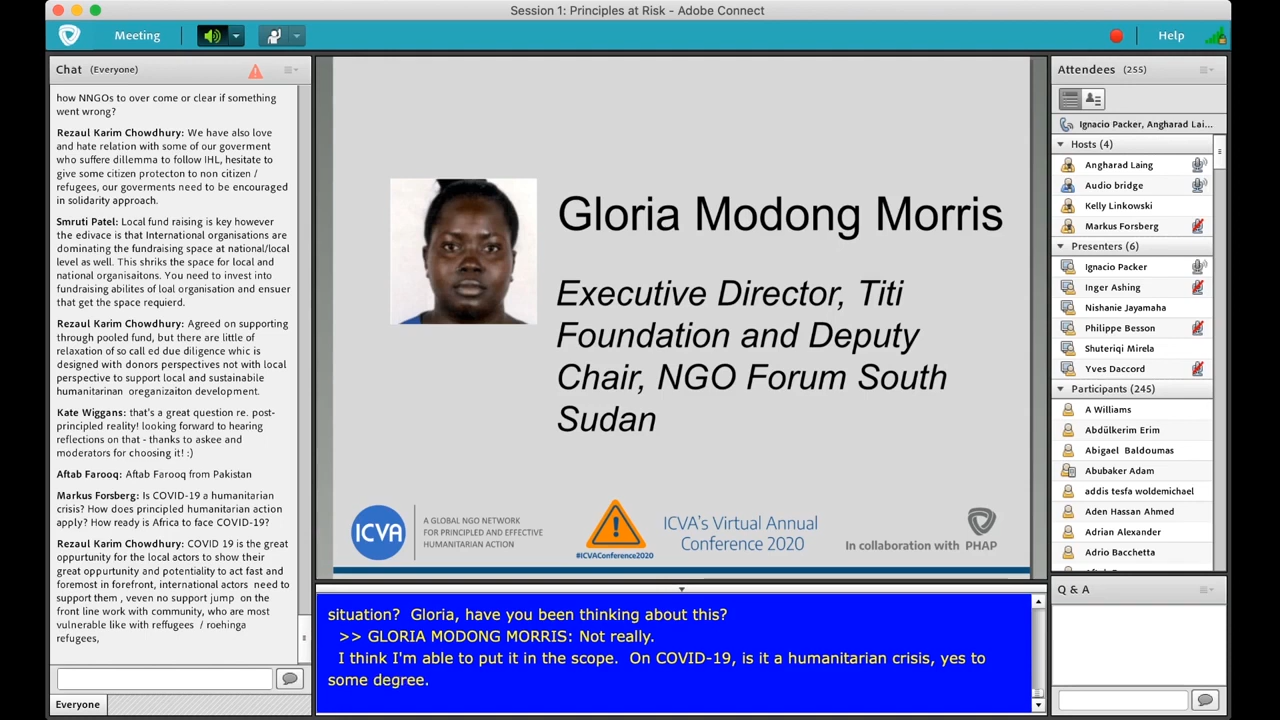 Session 1: Principles at Risk - Adobe Connect
Meeting
Help
Chat (Everyone)
how NNGOs to over come or clear if something
went wrong?
Rezaul Karim Chowdhury: We have also love
and hate relation with some of our goverment
who suffere dillemma to follow IHL, hesitate to
give some citizen protecton to non citizen /
refugees, our goverments need to be encouraged
in solidarity approach.
Smruti Patel: Local fund raising is key however
the edivace is that International organisations are
dominating the fundraising space at national/local
level as well. This shriks the space for local and
national organisaitons. You need to invest into
fundraising abilites of loal organisation and ensuer
that get the space requierd.
Rezaul Karim Chowdhury: Agreed on supporting
through pooled fund, but there are little of
relaxation of so call ed due diligence whic is
designed with donors perspectives not with local
perspective to support local and sustainabile
humanitarinan oreganizaiton development.
Kate Wiggans: that's a great question re. post-
principled reality! looking forward to hearing
reflections on that - thanks to askee and
moderators for choosing it! :)
Aftab Farooq: Aftab Farooq from Pakistan
Markus Forsberg: Is COVID-19 a humanitarian
crisis? How does principled humanitarian action
apply? How ready is Africa to face COVID-19?
Rezaul Karim Chowdhury: COVID 19 is the great
opportunity for the local actors to show their
great opportunity and potentiality to act fast and
foremost in forefront, international actors need to
support them , veven no support jump on the
front line work with community, who are most
vulnerable like with reffugees / roehinga
refugees,
Everyone
Gloria Modong Morris
Executive Director, Titi
Foundation and Deputy
Chair, NGO Forum South
Sudan
ICVA
A GLOBAL NGO NETWORK
FOR PRINCIPLED AND EFFECTIVE
HUMANITARIAN ACTION
#ICVAConference2020
ICVA's Virtual Annual
Conference 2020
In collaboration with PHAP
situation? Gloria, have you been thinking about this?
>> GLORIA MODONG MORRIS: Not really.
I think I'm able to put it in the scope. On COVID-19, is it a humanitarian crisis, yes to
some degree.
Attendees (255)
Ignacio Packer, Angharad Lai...
Hosts (4)
Angharad Laing
Audio bridge
Kelly Linkowski
Markus Forsberg
Presenters (6)
Ignacio Packer
Inger Ashing
Nishanie Jayamaha
Philippe Besson
Shuteriqi Mirela
Yves Daccord
Participants (245)
A Williams
Abdülkerim Erim
Abigael Baldoumas
Abubaker Adam
addis tesfa woldemichael
Aden Hassan Ahmed
Adrian Alexander
Adrio Bacchetta
Q & A